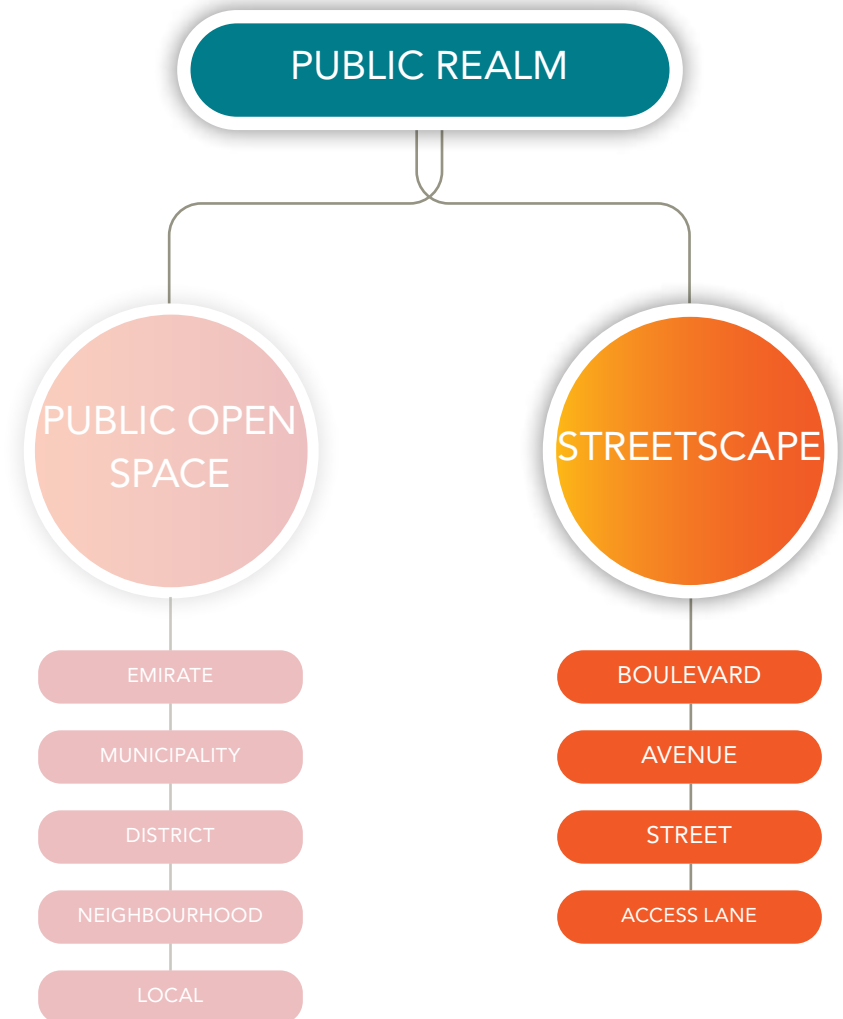 PUBLIC REALM
PUBLIC OPEN
SPACE
EMIRATE
MUNICIPALITY
DISTRICT
NEIGHBOURHOOD
LOCAL
STREETSCAPE
BOULEVARD
AVENUE
STREET
ACCESS LANE